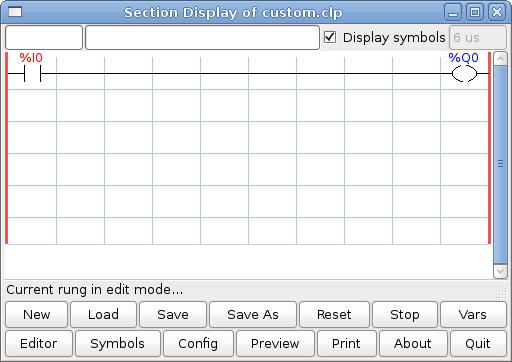 Section Display of custom.clp
Display symbols 6 us
%I0 %Q0
Current rung in edit mode...
New Load Save Save As Reset Stop Vars
Editor Symbols Config Preview Print About Quit